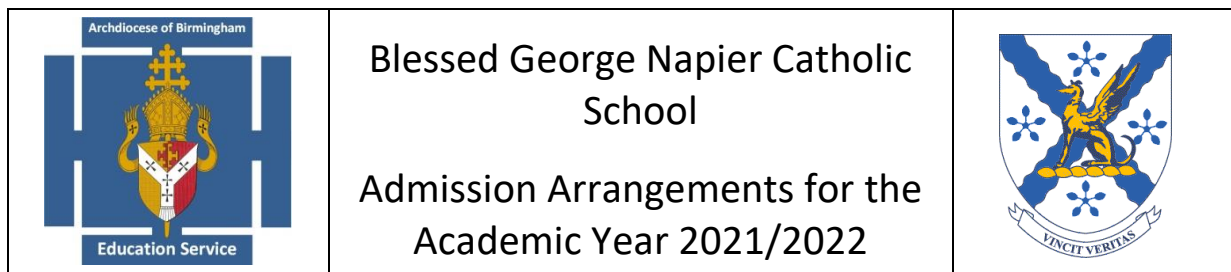 Archdiocese of Birmingham
Education Service
Blessed George Napier Catholic
School
Admission Arrangements for the
Academic Year 2021/2022
VINCIT VERITAS